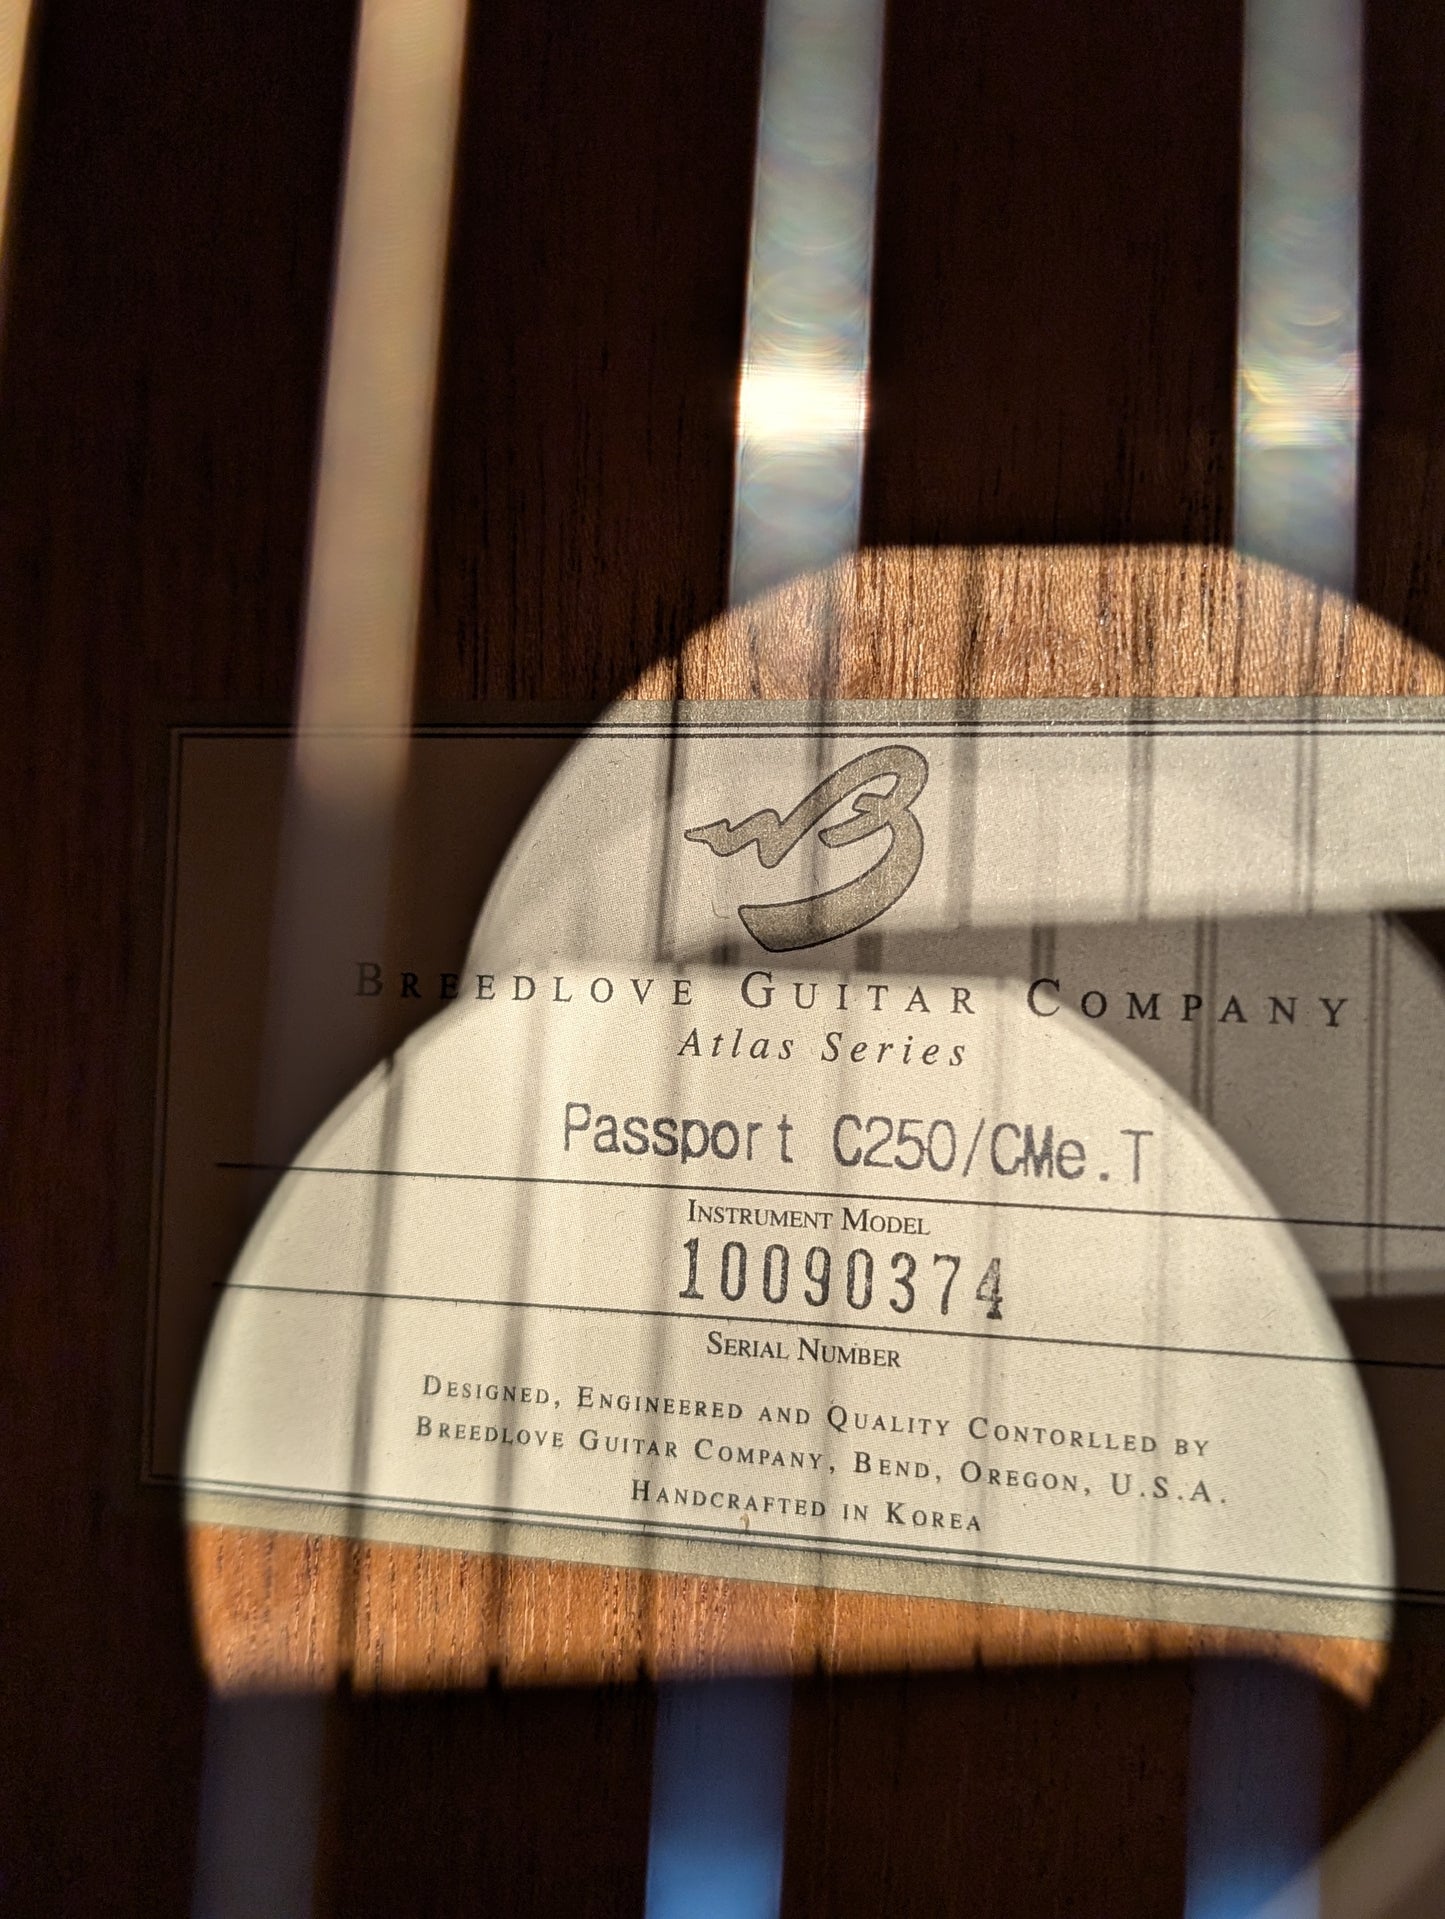 BREEDLOVE GUITAR COMPANY
Atlas Series
Passport C250/CMe.T
INSTRUMENT MODEL
10090374
SERIAL NUMBER
DESIGNED, ENGINEERED AND QUALITY CONTORLLED BY
BREEDLOVE GUITAR COMPANY, BEND, OREGON, U.S.A.
HANDCRAFTED IN KOREA